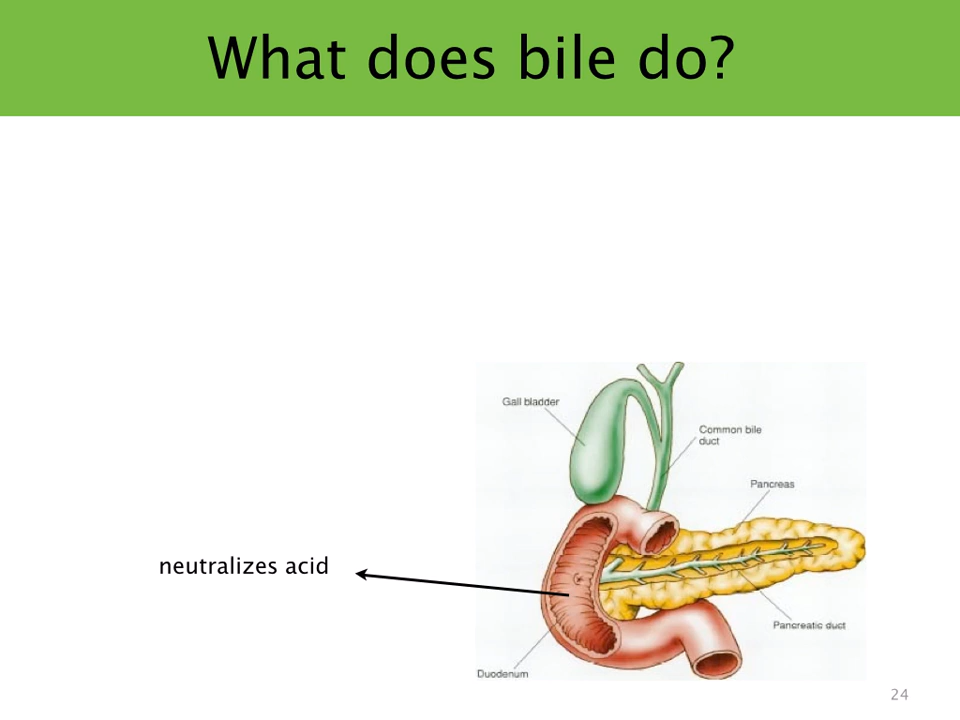 What does bile do?
Gall bladder
Common bile
duct
Pancreas
neutralizes acid
Pancreatic duct
Duodenum
24